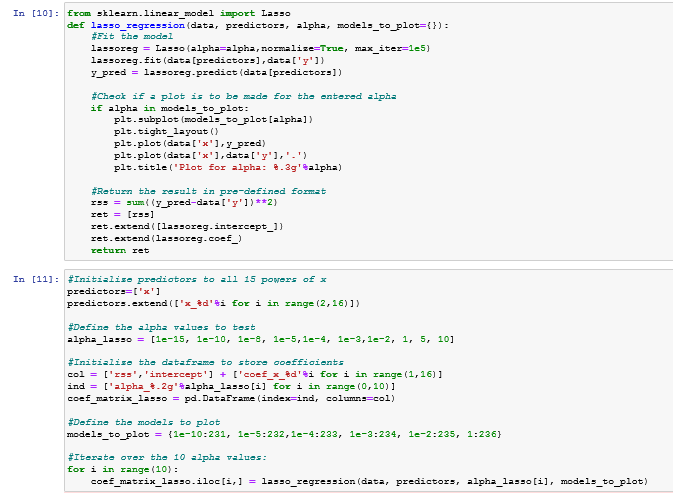 In [10]: from sklearn.linear_model import Lasso
def lasso_regression(data, predictors, alpha, models_to_plot={}):
    #Fit the model
    lassoreg = Lasso(alpha=alpha,normalize=True, max_iter=1e5)
    lassoreg.fit(data[predictors],data['y'])
    y_pred = lassoreg.predict(data[predictors])

    #Check if a plot is to be made for the entered alpha
    if alpha in models_to_plot:
        plt.subplot(models_to_plot[alpha])
        plt.tight_layout()
        plt.plot(data['x'],y_pred)
        plt.plot(data['x'],data['y'],'.')
        plt.title('Plot for alpha: %.3g'%alpha)

    #Return the result in pre-defined format
    rss = sum((y_pred-data['y'])**2)
    ret = [rss]
    ret.extend([lassoreg.intercept_])
    ret.extend(lassoreg.coef_)
    return ret

In [11]: #Initialize predictors to all 15 powers of x
predictors=['x']
predictors.extend(['x_%d'%i for i in range(2,16)])

#Define the alpha values to test
alpha_lasso = [1e-15, 1e-10, 1e-8, 1e-5,1e-4, 1e-3,1e-2, 1, 5, 10]

#Initialize the dataframe to store coefficients
col = ['rss','intercept'] + ['coef_x_%d'%i for i in range(1,16)]
ind = ['alpha_%.2g'%alpha_lasso[i] for i in range(0,10)]
coef_matrix_lasso = pd.DataFrame(index=ind, columns=col)

#Define the models to plot
models_to_plot = {1e-10:231, 1e-5:232,1e-4:233, 1e-3:234, 1e-2:235, 1:236}

#Iterate over the 10 alpha values:
for i in range(10):
    coef_matrix_lasso.iloc[i,] = lasso_regression(data, predictors, alpha_lasso[i], models_to_plot)